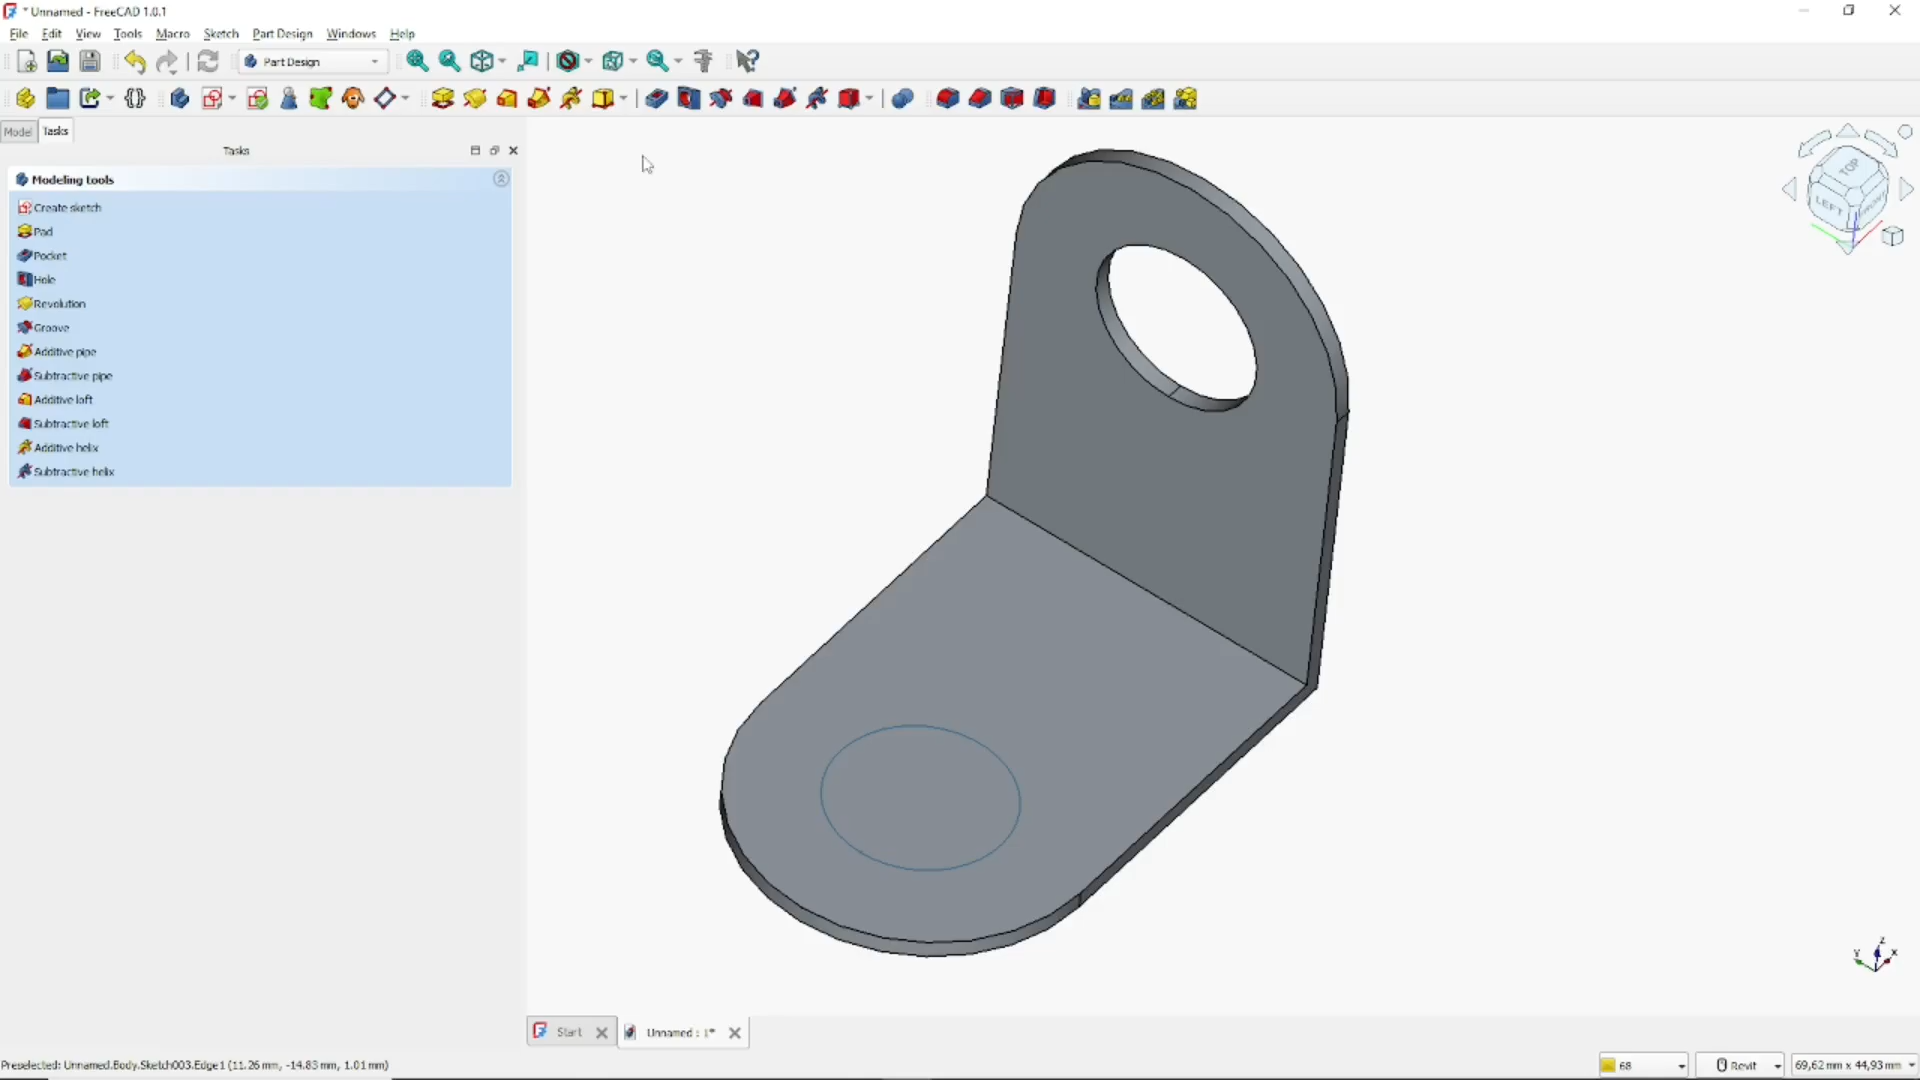 * Unnamed - FreeCAD 1.0.1
File Edit View Tools Macro Sketch Part Design Windows Help
Part Design
Model Tasks
Tasks
Modeling tools
Create sketch
Pad
Pocket
Hole
Revolution
Groove
Additive pipe
Subtractive pipe
Additive loft
Subtractive loft
Additive helix
Subtractive helix
TOP
LEFT FRONT
Z
Y X
Start Unnamed : 1*
Preselected: Unnamed.Body.Sketch003.Edge1 (11.26 mm, -14.83 mm, 1.01 mm) 68 Revit 69,62 mm x 44,93 mm